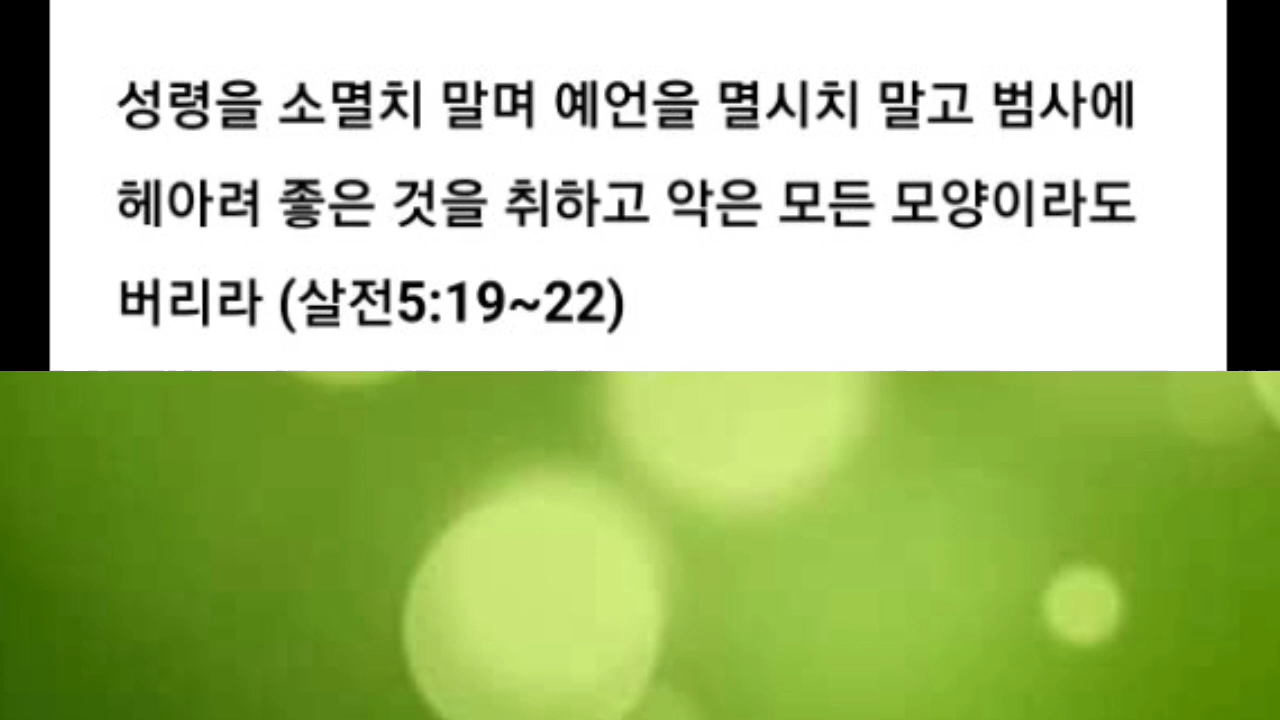 성령을 소멸치 말며 예언을 멸시치 말고 범사에
헤아려 좋은 것을 취하고 악은 모든 모양이라도
버리라 (살전5:19~22)